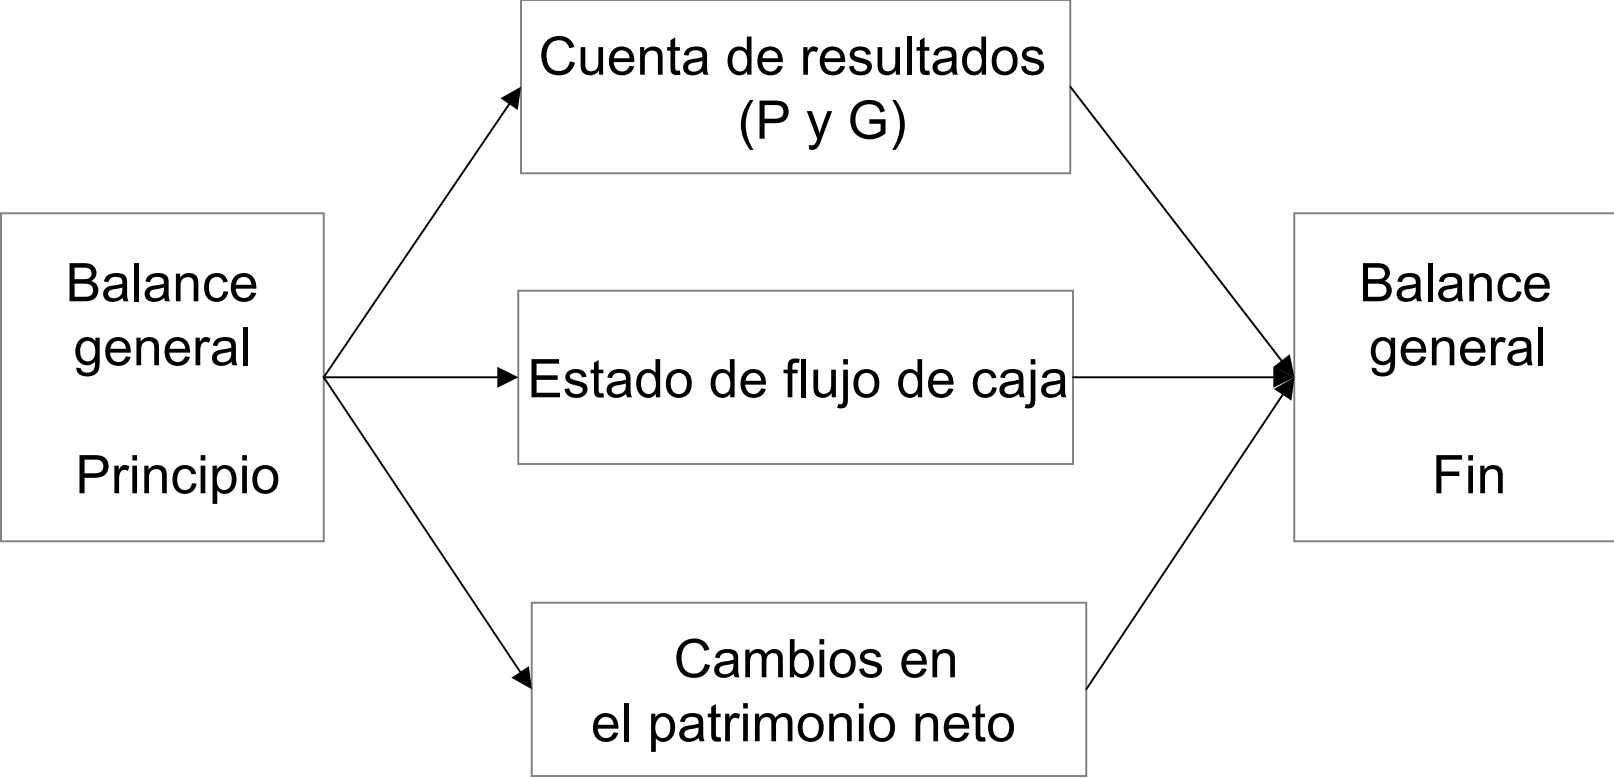 Cuenta de resultados
(P y G)
Balance
general
Principio
Estado de flujo de caja
Balance
general
Fin
Cambios en
el patrimonio neto